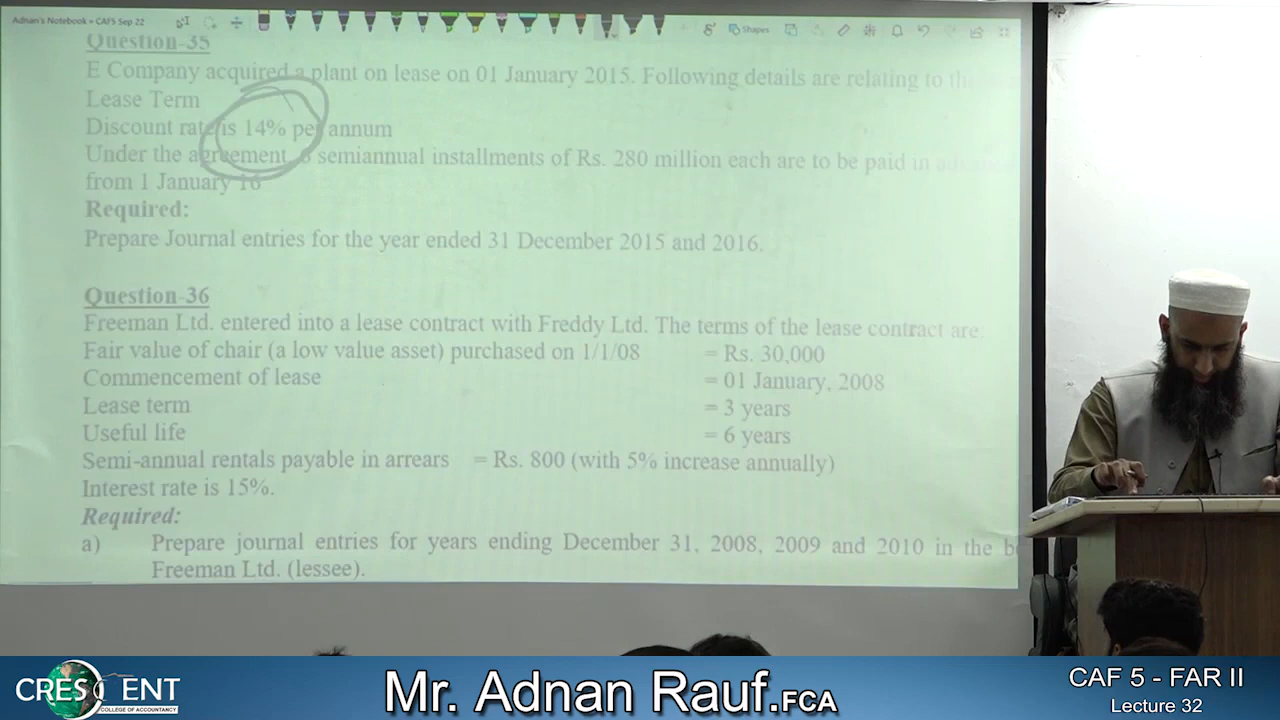 Adnan's Notebook • CAF5 Sep 22
Shapes
Question-35
E Company acquired a plant on lease on 01 January 2015. Following details are relating to
Lease Term
Discount rate is 14% per annum
Under the agreement, semiannual installments of Rs. 280 million each are to be paid in
from 1 January 16
Required:
Prepare Journal entries for the year ended 31 December 2015 and 2016.
Question-36
Freeman Ltd. entered into a lease contract with Freddy Ltd. The terms of the lease contract are:
Fair value of chair (a low value asset) purchased on 1/1/08 = Rs. 30,000
Commencement of lease = 01 January, 2008
Lease term = 3 years
Useful life = 6 years
Semi-annual rentals payable in arrears = Rs. 800 (with 5% increase annually)
Interest rate is 15%.
Required:
a) Prepare journal entries for years ending December 31, 2008, 2009 and 2010 in the
Freeman Ltd. (lessee).
CRESCENT
COLLEGE OF ACCOUNTANCY
Mr. Adnan Rauf.FCA
CAF 5 - FAR II
Lecture 32